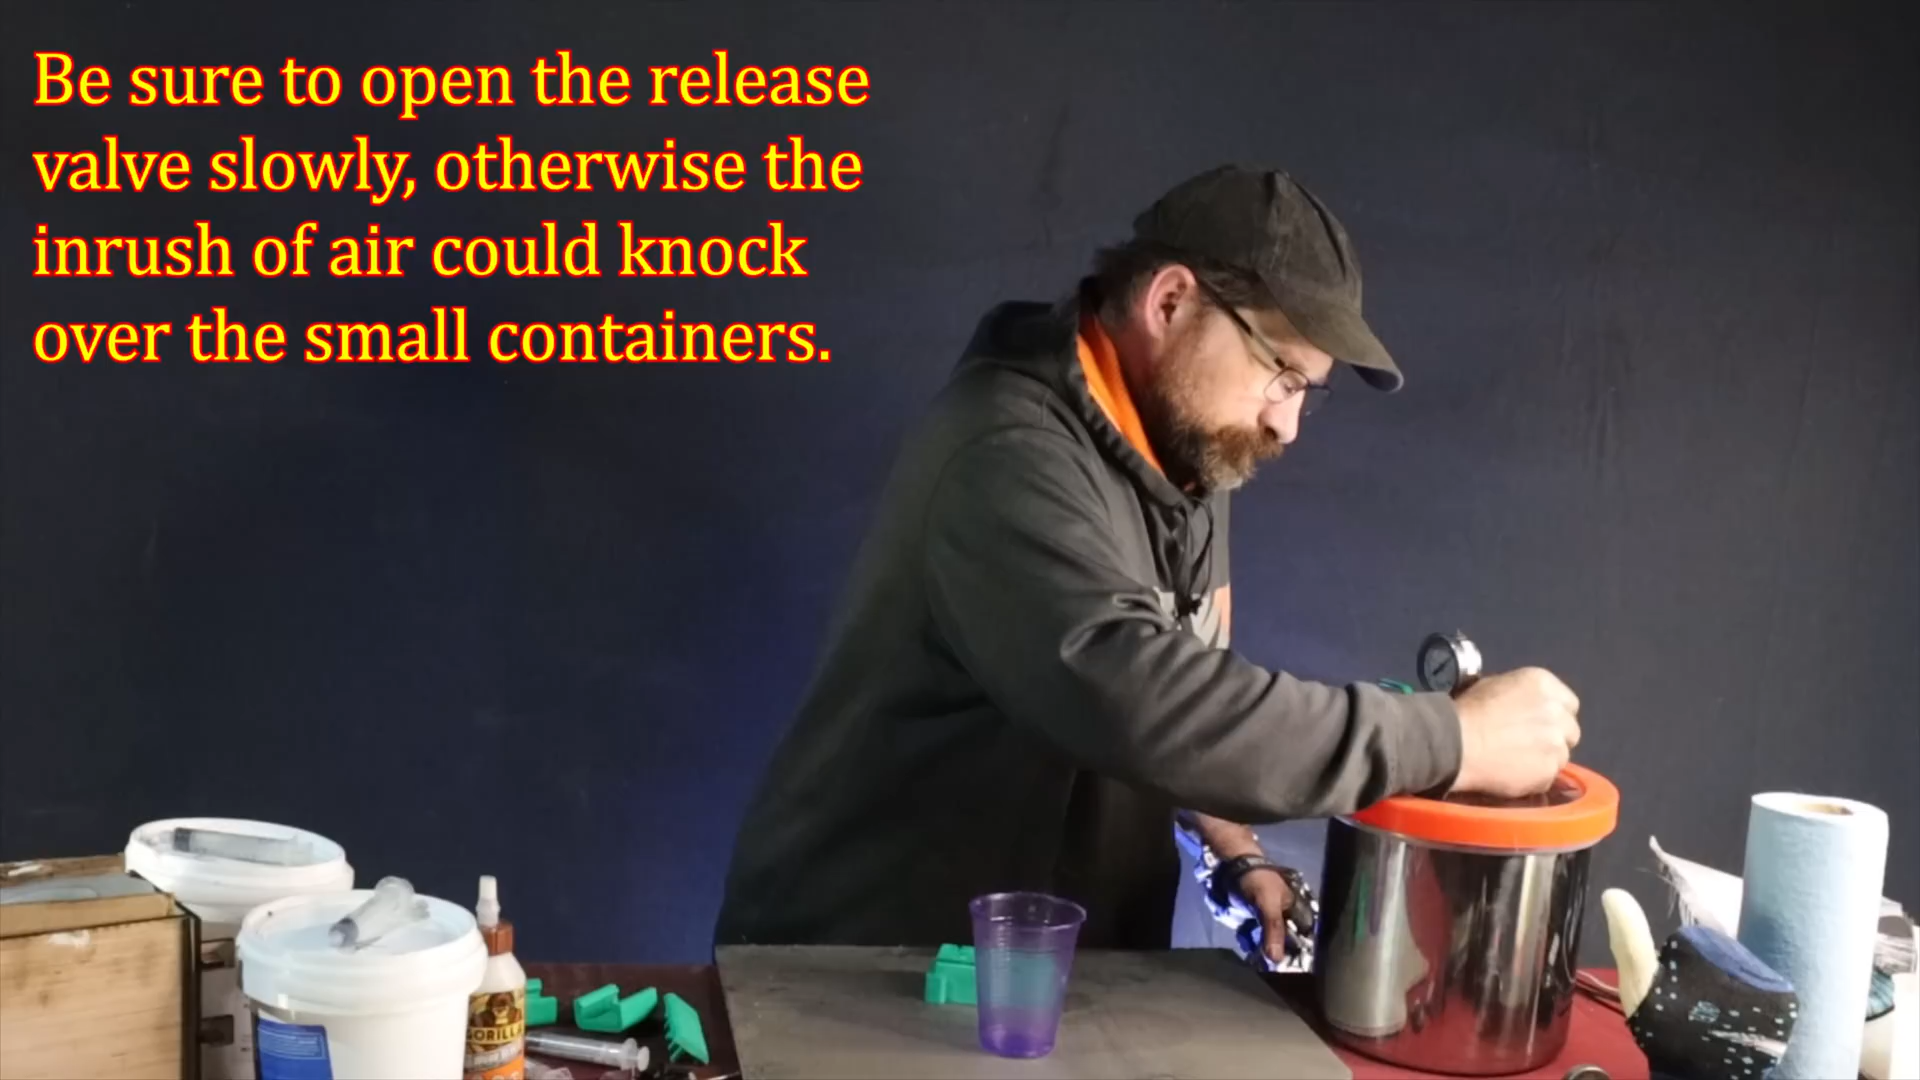 Be sure to open the release
valve slowly, otherwise the
inrush of air could knock
over the small containers.
GORILLA